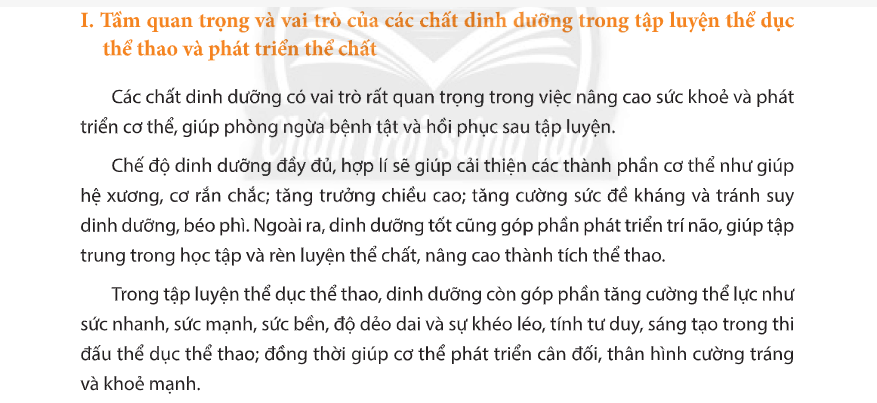 I. Tầm quan trọng và vai trò của các chất dinh dưỡng trong tập luyện thể dục
thể thao và phát triển thể chất
Các chất dinh dưỡng có vai trò rất quan trọng trong việc nâng cao sức khoẻ và phát
triển cơ thể, giúp phòng ngừa bệnh tật và hồi phục sau tập luyện.
Chân trời sáng tạo
Chế độ dinh dưỡng đầy đủ, hợp lí sẽ giúp cải thiện các thành phần cơ thể như giúp
hệ xương, cơ rắn chắc; tăng trưởng chiều cao; tăng cường sức đề kháng và tránh suy
dinh dưỡng, béo phì. Ngoài ra, dinh dưỡng tốt cũng góp phần phát triển trí não, giúp tập
trung trong học tập và rèn luyện thể chất, nâng cao thành tích thể thao.
Trong tập luyện thể dục thể thao, dinh dưỡng còn góp phần tăng cường thể lực như
sức nhanh, sức mạnh, sức bền, độ dẻo dai và sự khéo léo, tính tư duy, sáng tạo trong thi
đấu thể dục thể thao; đồng thời giúp cơ thể phát triển cân đối, thân hình cường tráng
và khoẻ mạnh.